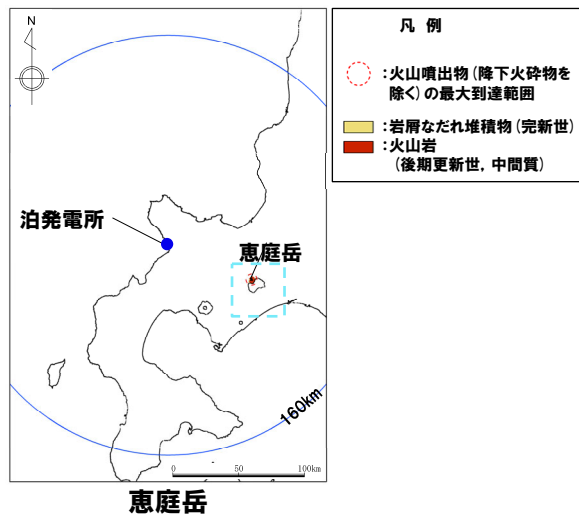 N
凡 例
:火山噴出物(降下火砕物を
除く)の最大到達範囲
:岩屑なだれ堆積物(完新世)
:火山岩
(後期更新世，中間質)
泊発電所
恵庭岳
160km
0 50 100km
恵庭岳